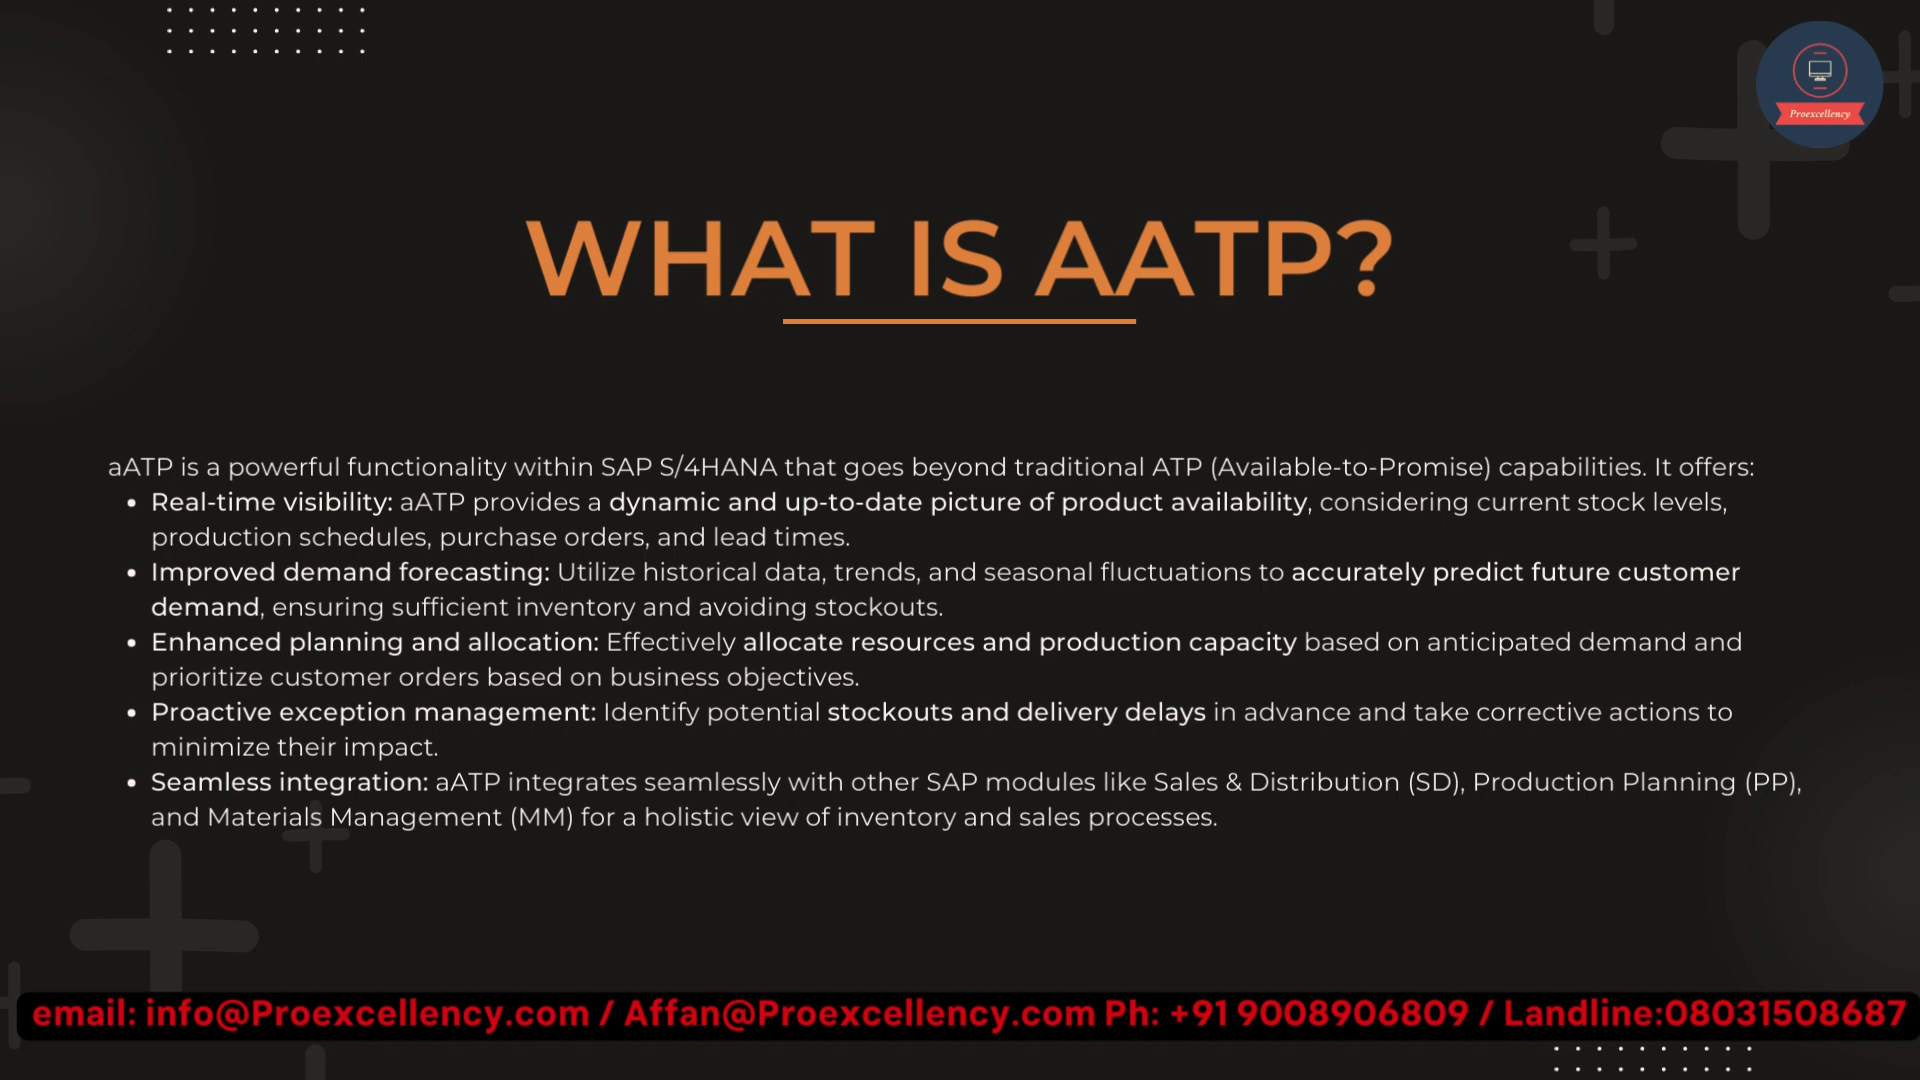 Proexcellency
WHAT IS AATP?
aATP is a powerful functionality within SAP S/4HANA that goes beyond traditional ATP (Available-to-Promise) capabilities. It offers:
• Real-time visibility: aATP provides a dynamic and up-to-date picture of product availability, considering current stock levels,
production schedules, purchase orders, and lead times.
• Improved demand forecasting: Utilize historical data, trends, and seasonal fluctuations to accurately predict future customer
demand, ensuring sufficient inventory and avoiding stockouts.
• Enhanced planning and allocation: Effectively allocate resources and production capacity based on anticipated demand and
prioritize customer orders based on business objectives.
• Proactive exception management: Identify potential stockouts and delivery delays in advance and take corrective actions to
minimize their impact.
• Seamless integration: aATP integrates seamlessly with other SAP modules like Sales & Distribution (SD), Production Planning (PP),
and Materials Management (MM) for a holistic view of inventory and sales processes.
email: info@Proexcellency.com / Affan@Proexcellency.com Ph: +91 9008906809 / Landline:08031508687